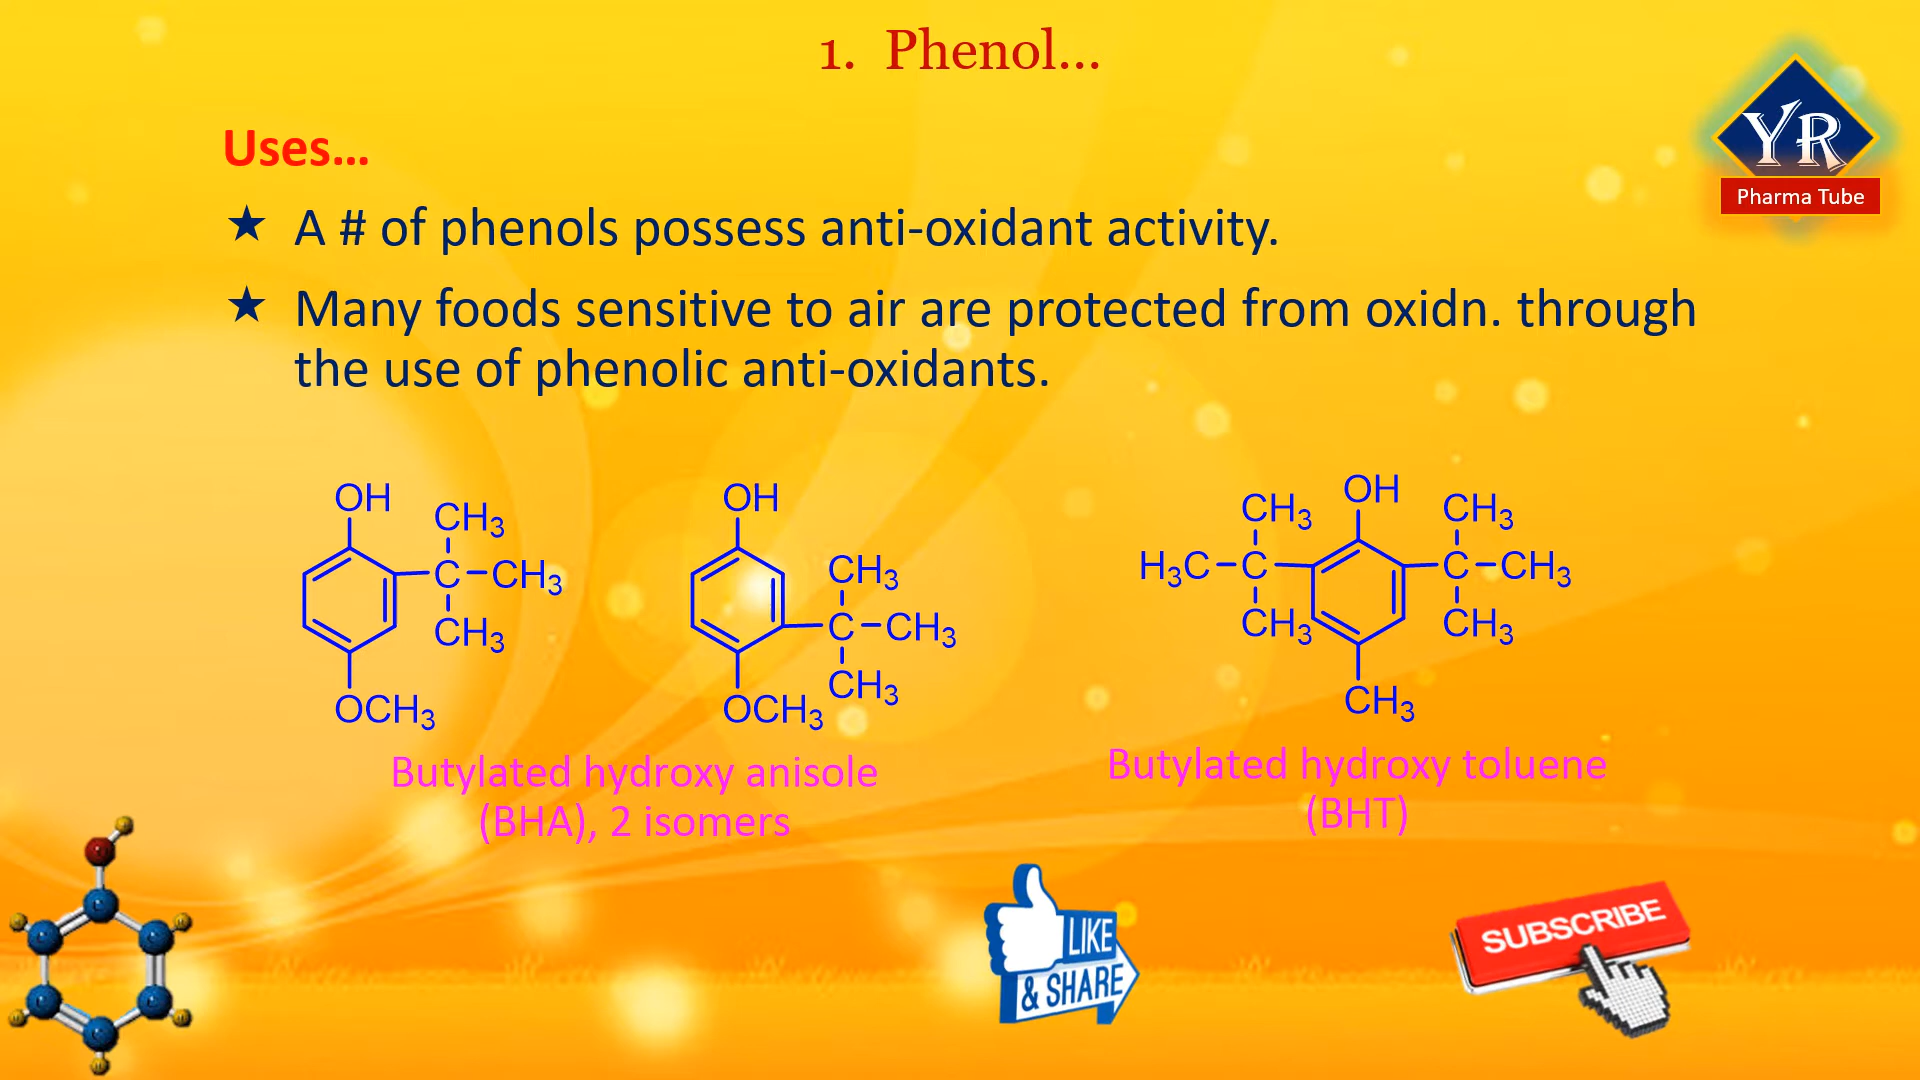 1. Phenol...
YR
Pharma Tube
Uses...
★ A # of phenols possess anti-oxidant activity.
★ Many foods sensitive to air are protected from oxidn. through
the use of phenolic anti-oxidants.
OH
CH3
C–CH3
CH3
OCH3
OH
CH3
C–CH3
CH3
OCH3
OH
CH3
CH3
H3C–C
C–CH3
CH3
CH3
CH3
Butylated hydroxy anisole
(BHA), 2 isomers
Butylated hydroxy toluene
(BHT)
LIKE
& SHARE
SUBSCRIBE